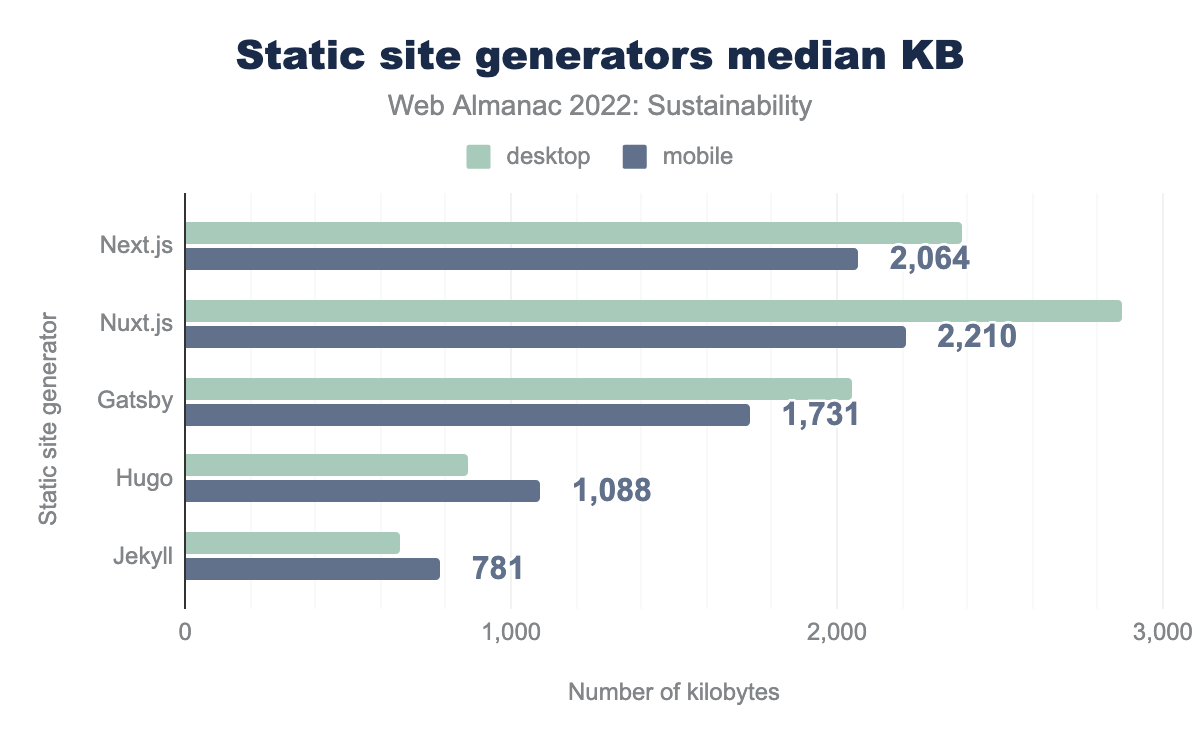 Static site generators median KB
Web Almanac 2022: Sustainability
desktop mobile
Static site generator
Next.js 2,064
Nuxt.js 2,210
Gatsby 1,731
Hugo 1,088
Jekyll 781
0 1,000 2,000 3,000
Number of kilobytes